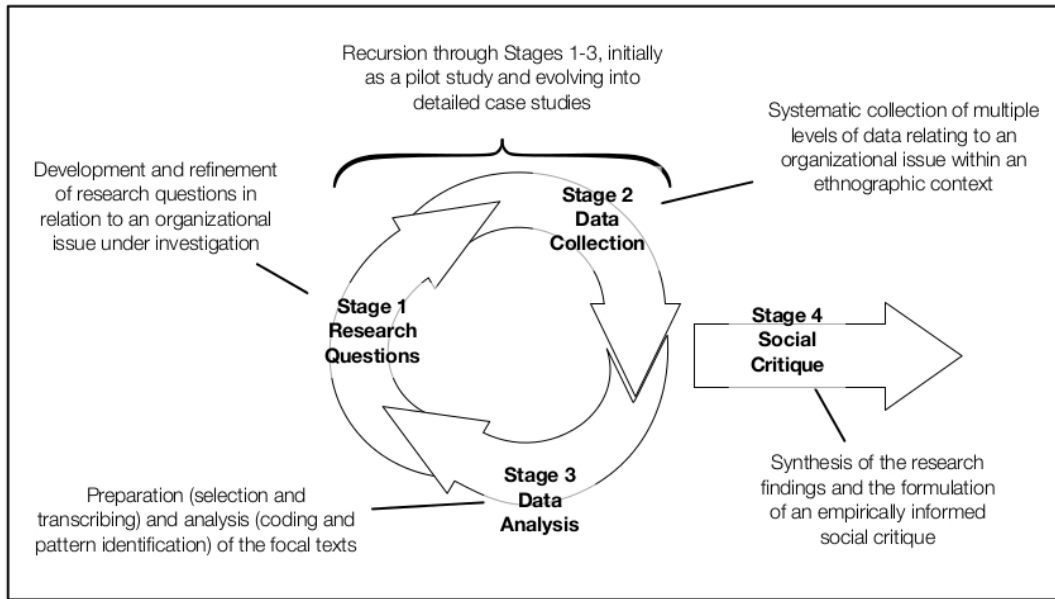 Recursion through Stages 1-3, initially
as a pilot study and evolving into
detailed case studies
Systematic collection of multiple
levels of data relating to an
organizational issue within an
ethnographic context
Development and refinement
of research questions in
relation to an organizational
issue under investigation
Stage 2
Data
Collection
Stage 1
Research
Questions
Stage 4
Social
Critique
Stage 3
Data
Analysis
Preparation (selection and
transcribing) and analysis (coding and
pattern identification) of the focal texts
Synthesis of the research
findings and the formulation
of an empirically informed
social critique